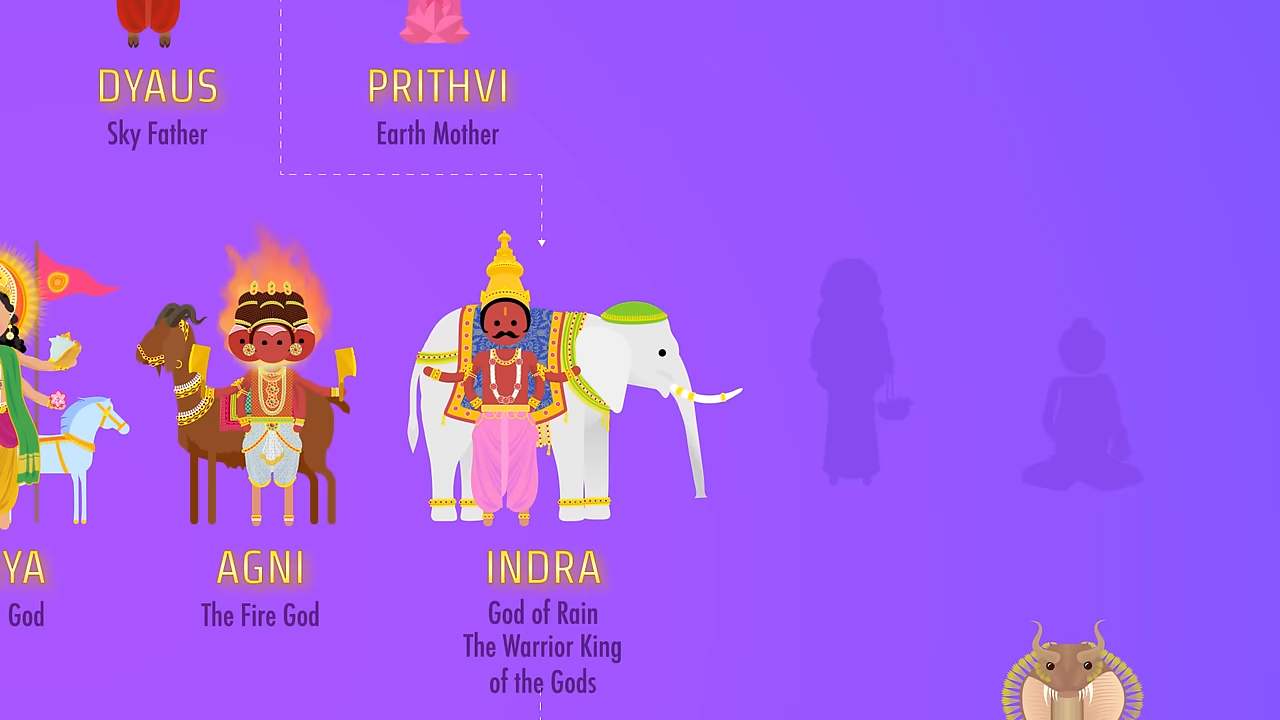 DYAUS
Sky Father
PRITHVI
Earth Mother
YA
God
AGNI
The Fire God
INDRA
God of Rain
The Warrior King
of the Gods